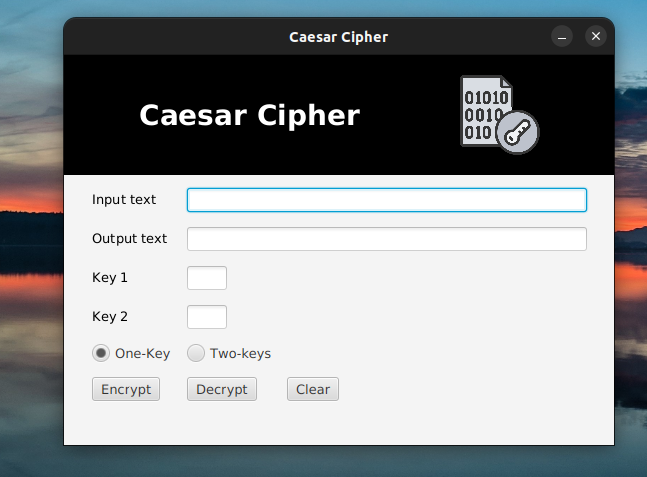 Caesar Cipher
Caesar Cipher
01010
0010
010
Input text
Output text
Key 1
Key 2
One-Key Two-keys
Encrypt Decrypt Clear